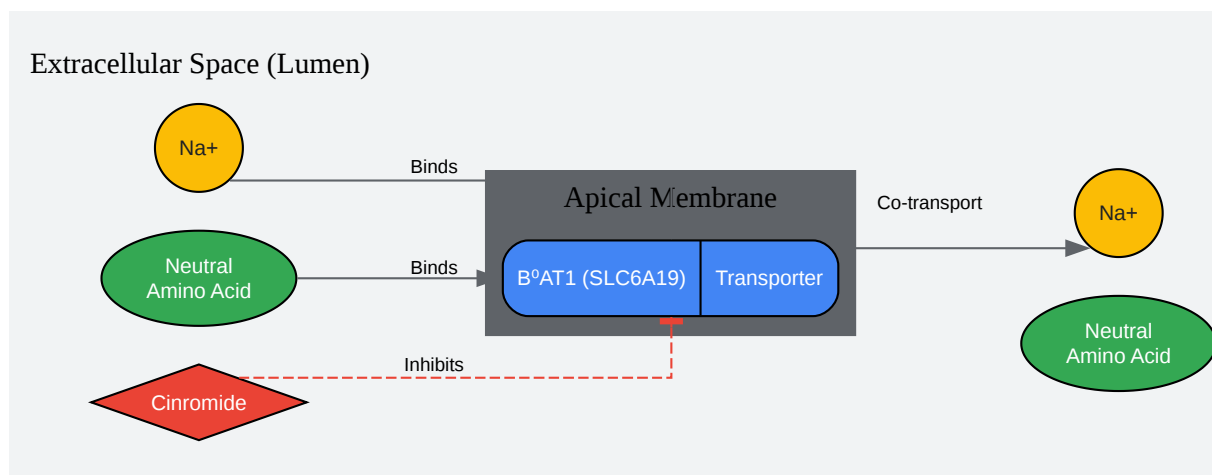 Extracellular Space (Lumen)
Na+
Binds
Neutral
Amino Acid
Binds
Cinromide
Inhibits
Apical Membrane
B⁰AT1 (SLC6A19)
Transporter
Co-transport
Na+
Neutral
Amino Acid